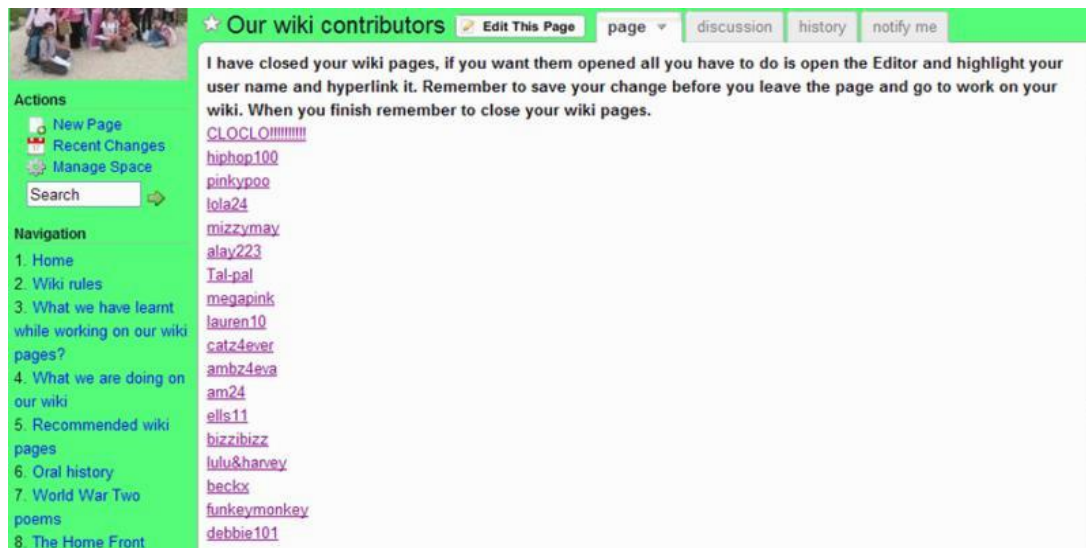 Our wiki contributors
Edit This Page
page
discussion
history
notify me
Actions
New Page
Recent Changes
Manage Space
Search
Navigation
1. Home
2. Wiki rules
3. What we have learnt
while working on our wiki
pages?
4. What we are doing on
our wiki
5. Recommended wiki
pages
6. Oral history
7. World War Two
poems
8. The Home Front
I have closed your wiki pages, if you want them opened all you have to do is open the Editor and highlight your
user name and hyperlink it. Remember to save your change before you leave the page and go to work on your
wiki. When you finish remember to close your wiki pages.
CLOCLO!!!!!!!!!!
hiphop100
pinkypoo
lola24
mizzymay
alay223
Tal-pal
megapink
lauren10
catz4ever
ambz4eva
am24
ells11
bizzibizz
lulu&harvey
beckx
funkeymonkey
debbie101